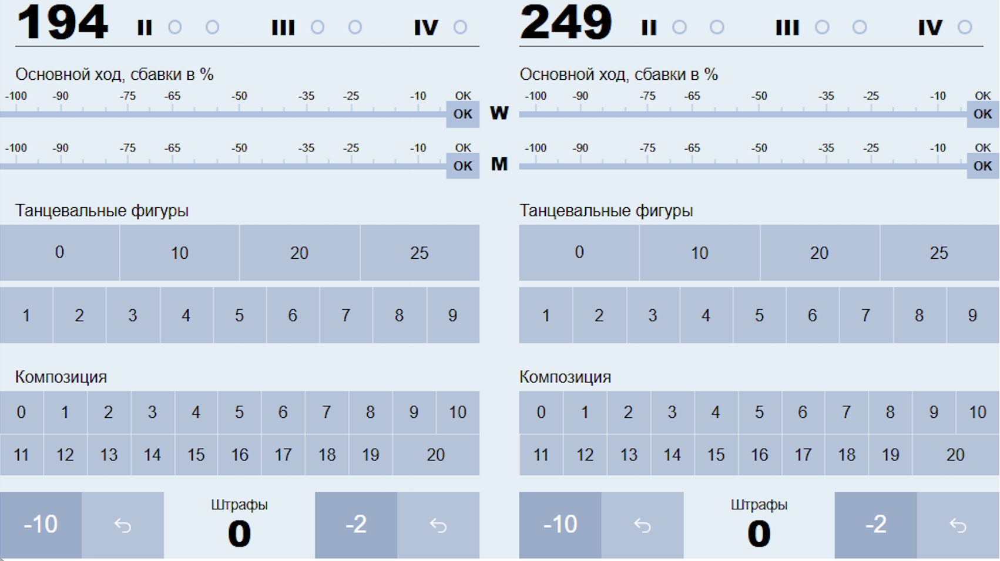 194 II III IV
Основной ход, сбавки в %
-100 -90 -75 -65 -50 -35 -25 -10 OK
OK
W
-100 -90 -75 -65 -50 -35 -25 -10 OK
OK
M
Танцевальные фигуры
0 10 20 25
1 2 3 4 5 6 7 8 9
Композиция
0 1 2 3 4 5 6 7 8 9 10
11 12 13 14 15 16 17 18 19 20
-10
Штрафы
0
-2
249 II III IV
Основной ход, сбавки в %
-100 -90 -75 -65 -50 -35 -25 -10 OK
OK
-100 -90 -75 -65 -50 -35 -25 -10 OK
OK
Танцевальные фигуры
0 10 20 25
1 2 3 4 5 6 7 8 9
Композиция
0 1 2 3 4 5 6 7 8 9 10
11 12 13 14 15 16 17 18 19 20
-10
Штрафы
0
-2